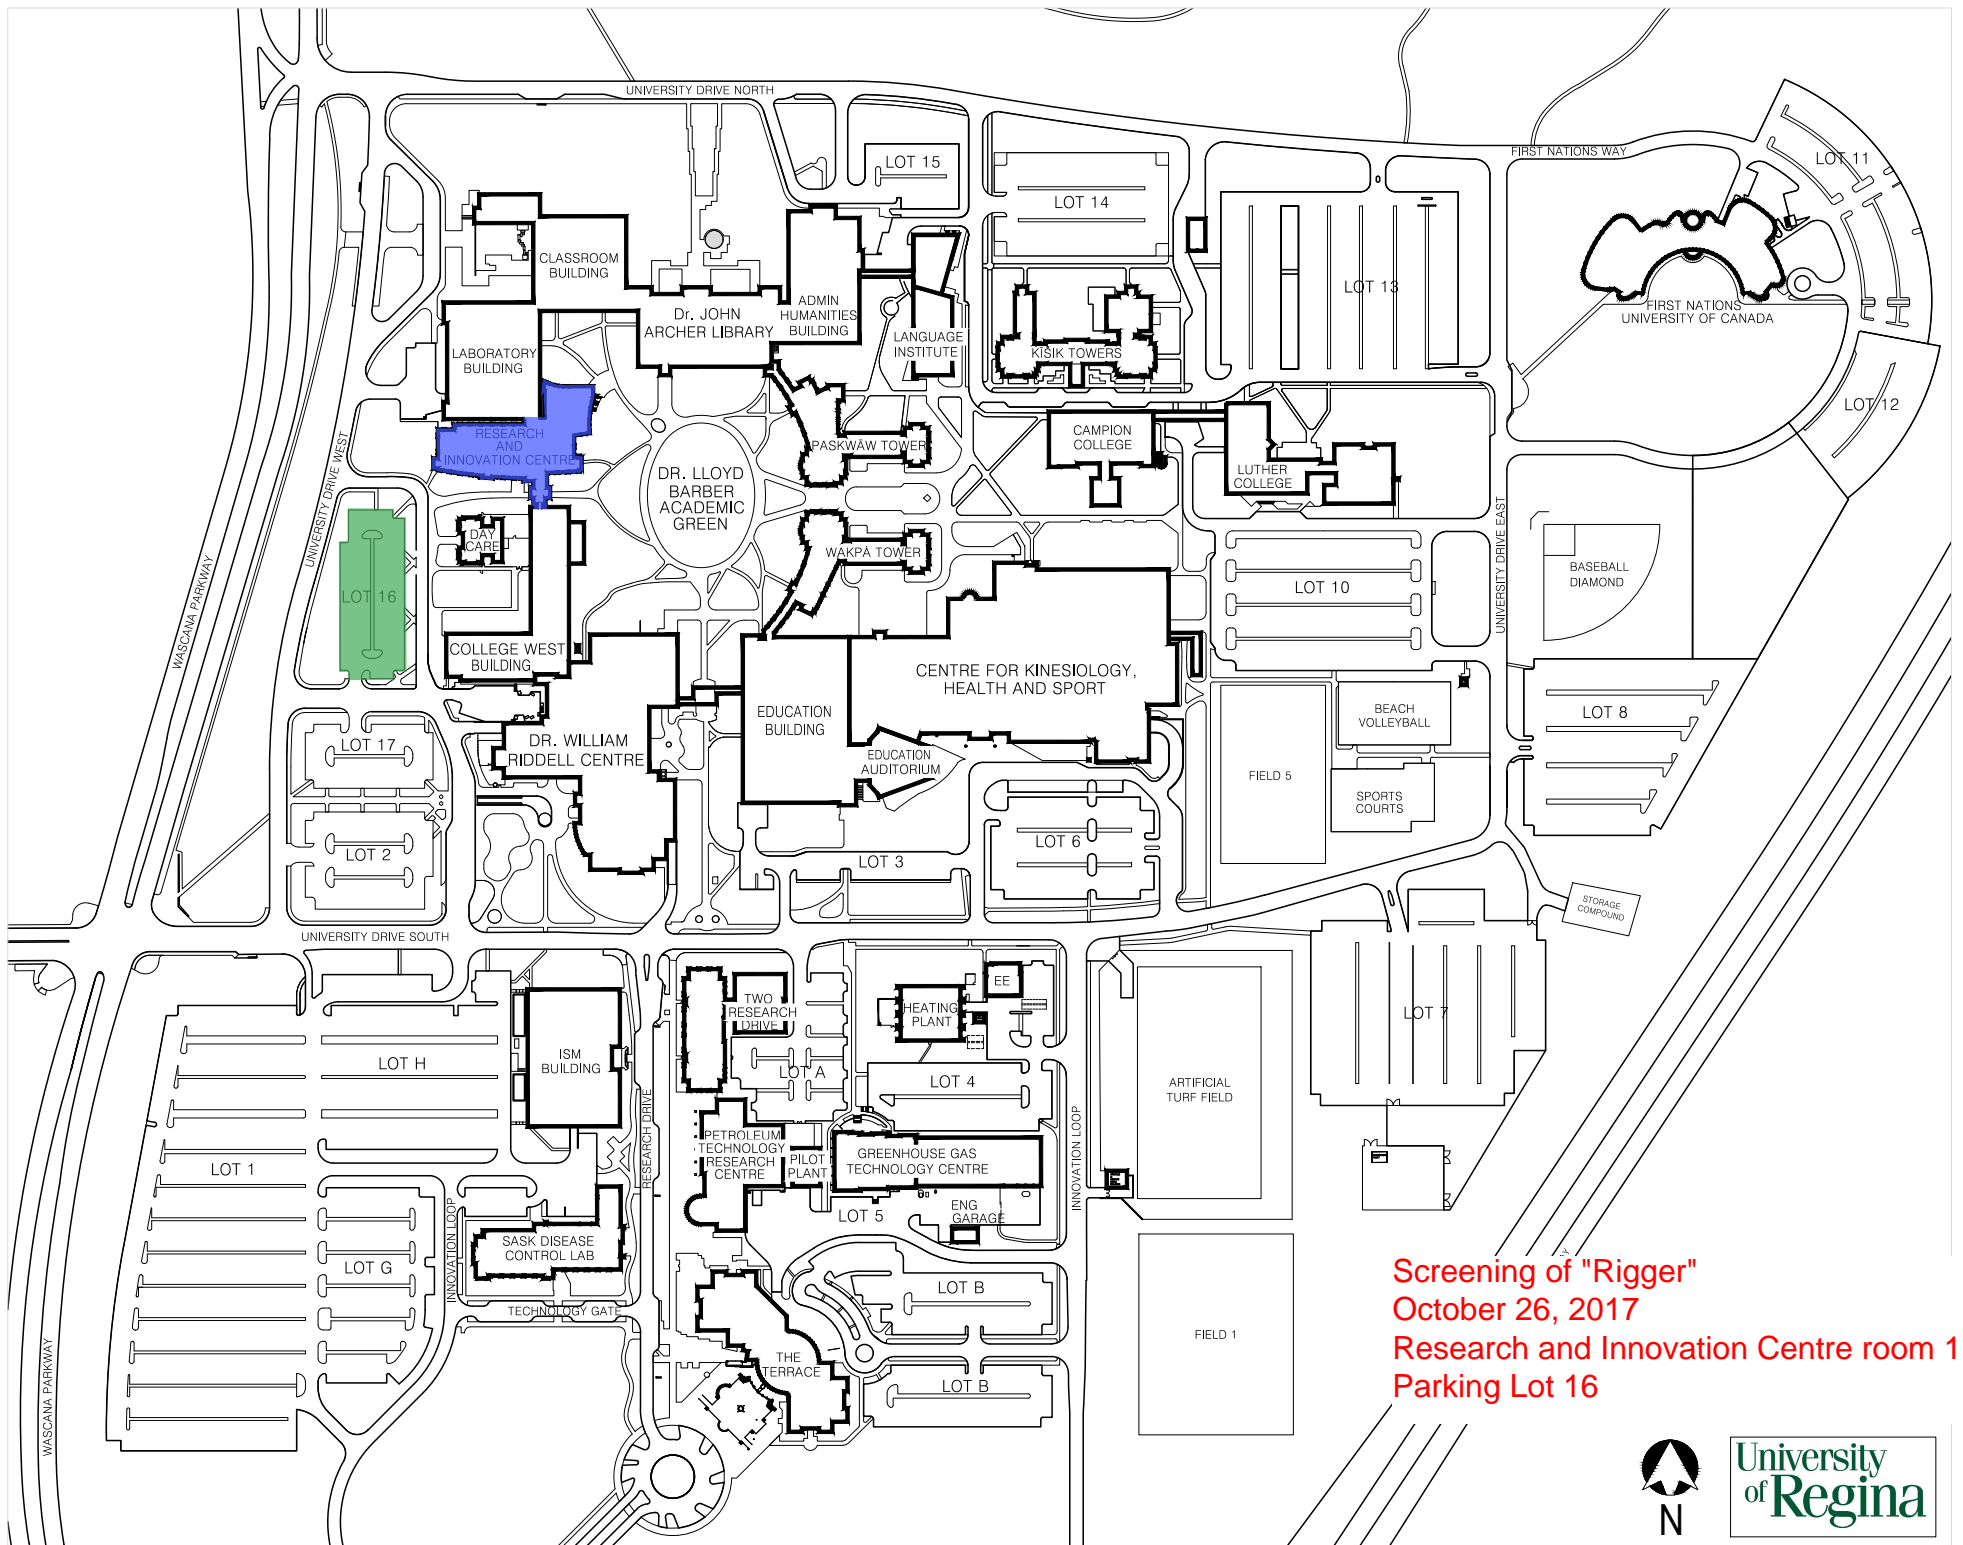 UNIVERSITY DRIVE NORTH
FIRST NATIONS WAY
LOT 15
LOT 11
LOT 14
CLASSROOM
BUILDING
LOT 13
ADMIN
HUMANITIES
BUILDING
Dr. JOHN
ARCHER LIBRARY
FIRST NATIONS
UNIVERSITY OF CANADA
LANGUAGE
INSTITUTE
KĪSIK TOWERS
LABORATORY
BUILDING
LOT 12
RESEARCH
AND
INNOVATION CENTRE
PASKWĀW TOWER
CAMPION
COLLEGE
LUTHER
COLLEGE
UNIVERSITY DRIVE WEST
DR. LLOYD
BARBER
ACADEMIC
GREEN
UNIVERSITY DRIVE EAST
DAY
CARE
WAKPĀ TOWER
BASEBALL
DIAMOND
LOT 10
LOT 16
WASCANA PARKWAY
COLLEGE WEST
BUILDING
CENTRE FOR KINESIOLOGY,
HEALTH AND SPORT
EDUCATION
BUILDING
BEACH
VOLLEYBALL
LOT 8
LOT 17
DR. WILLIAM
RIDDELL CENTRE
EDUCATION
AUDITORIUM
FIELD 5
SPORTS
COURTS
LOT 2
LOT 3
LOT 6
STORAGE
COMPOUND
UNIVERSITY DRIVE SOUTH
TWO
RESEARCH
DRIVE
EE
HEATING
PLANT
LOT 7
LOT H
ISM
BUILDING
LOT A
LOT 4
ARTIFICIAL
TURF FIELD
RESEARCH DRIVE
INNOVATION LOOP
PETROLEUM
TECHNOLOGY
RESEARCH
CENTRE
PILOT
PLANT
GREENHOUSE GAS
TECHNOLOGY CENTRE
LOT 1
LOT 5
ENG
GARAGE
INNOVATION LOOP
SASK DISEASE
CONTROL LAB
LOT G
LOT B
TECHNOLOGY GATE
FIELD 1
THE
TERRACE
LOT B
WASCANA PARKWAY
Screening of "Rigger"
October 26, 2017
Research and Innovation Centre room 1
Parking Lot 16
N
University
of Regina